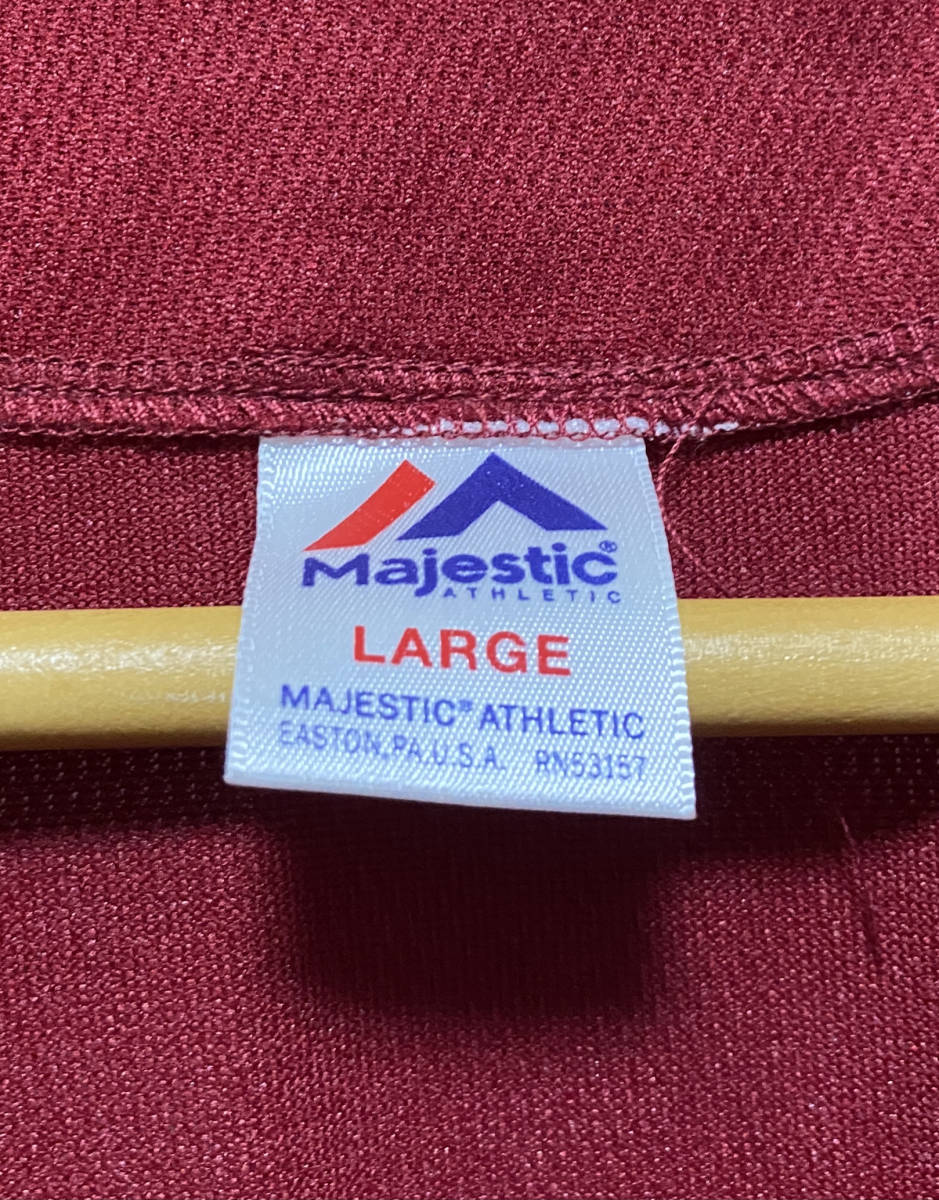 Majestic®
ATHLETIC
LARGE
MAJESTIC® ATHLETIC
EASTON, PA U.S.A. RN53157